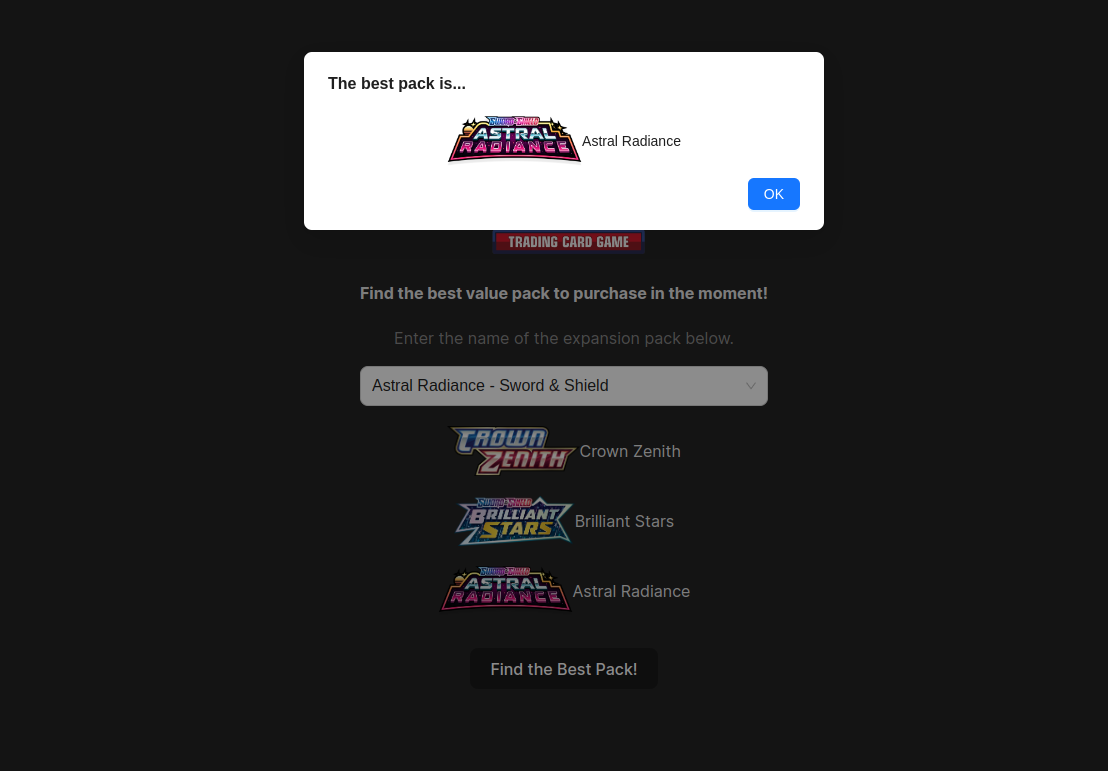 The best pack is...
SWORD & SHIELD
ASTRAL
RADIANCE
Astral Radiance
OK
TRADING CARD GAME
Find the best value pack to purchase in the moment!
Enter the name of the expansion pack below.
Astral Radiance - Sword & Shield
CROWN
ZENITH
Crown Zenith
SWORD & SHIELD
BRILLIANT
STARS
Brilliant Stars
SWORD & SHIELD
ASTRAL
RADIANCE
Astral Radiance
Find the Best Pack!